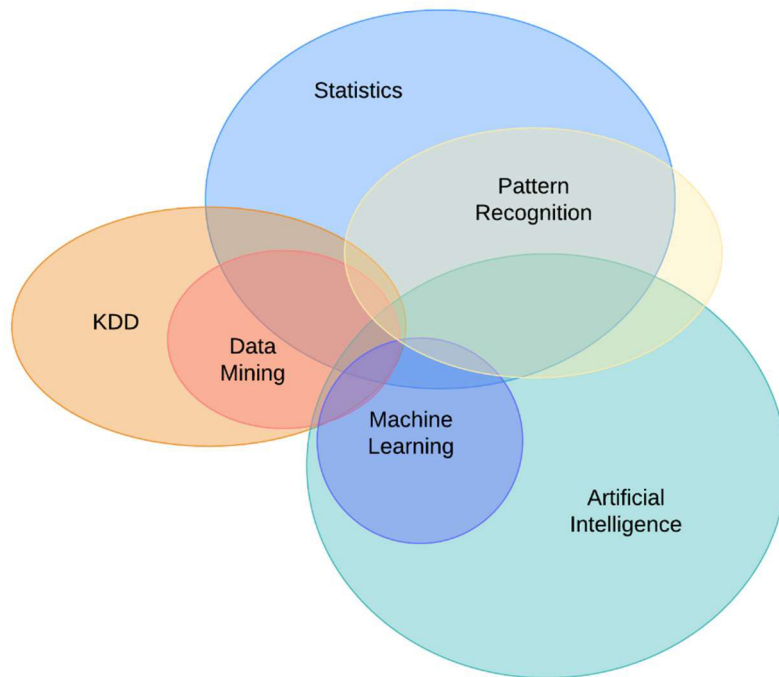 Statistics
Pattern
Recognition
KDD
Data
Mining
Machine
Learning
Artificial
Intelligence